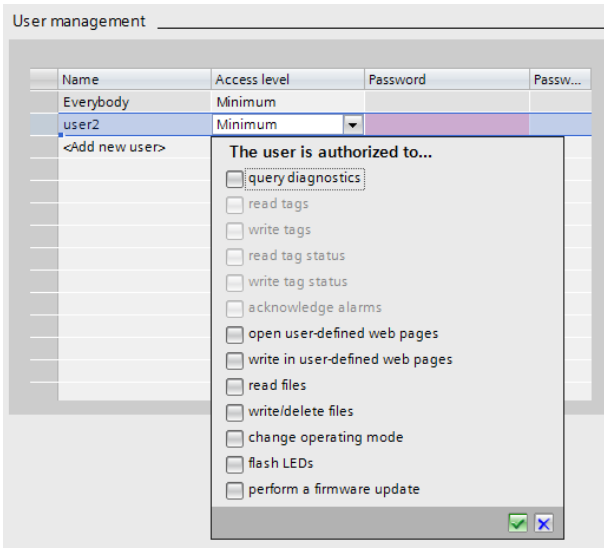 User management
Name Access level Password Passw...
Everybody Minimum
user2 Minimum
<Add new user>
The user is authorized to...
query diagnostics
read tags
write tags
read tag status
write tag status
acknowledge alarms
open user-defined web pages
write in user-defined web pages
read files
write/delete files
change operating mode
flash LEDs
perform a firmware update